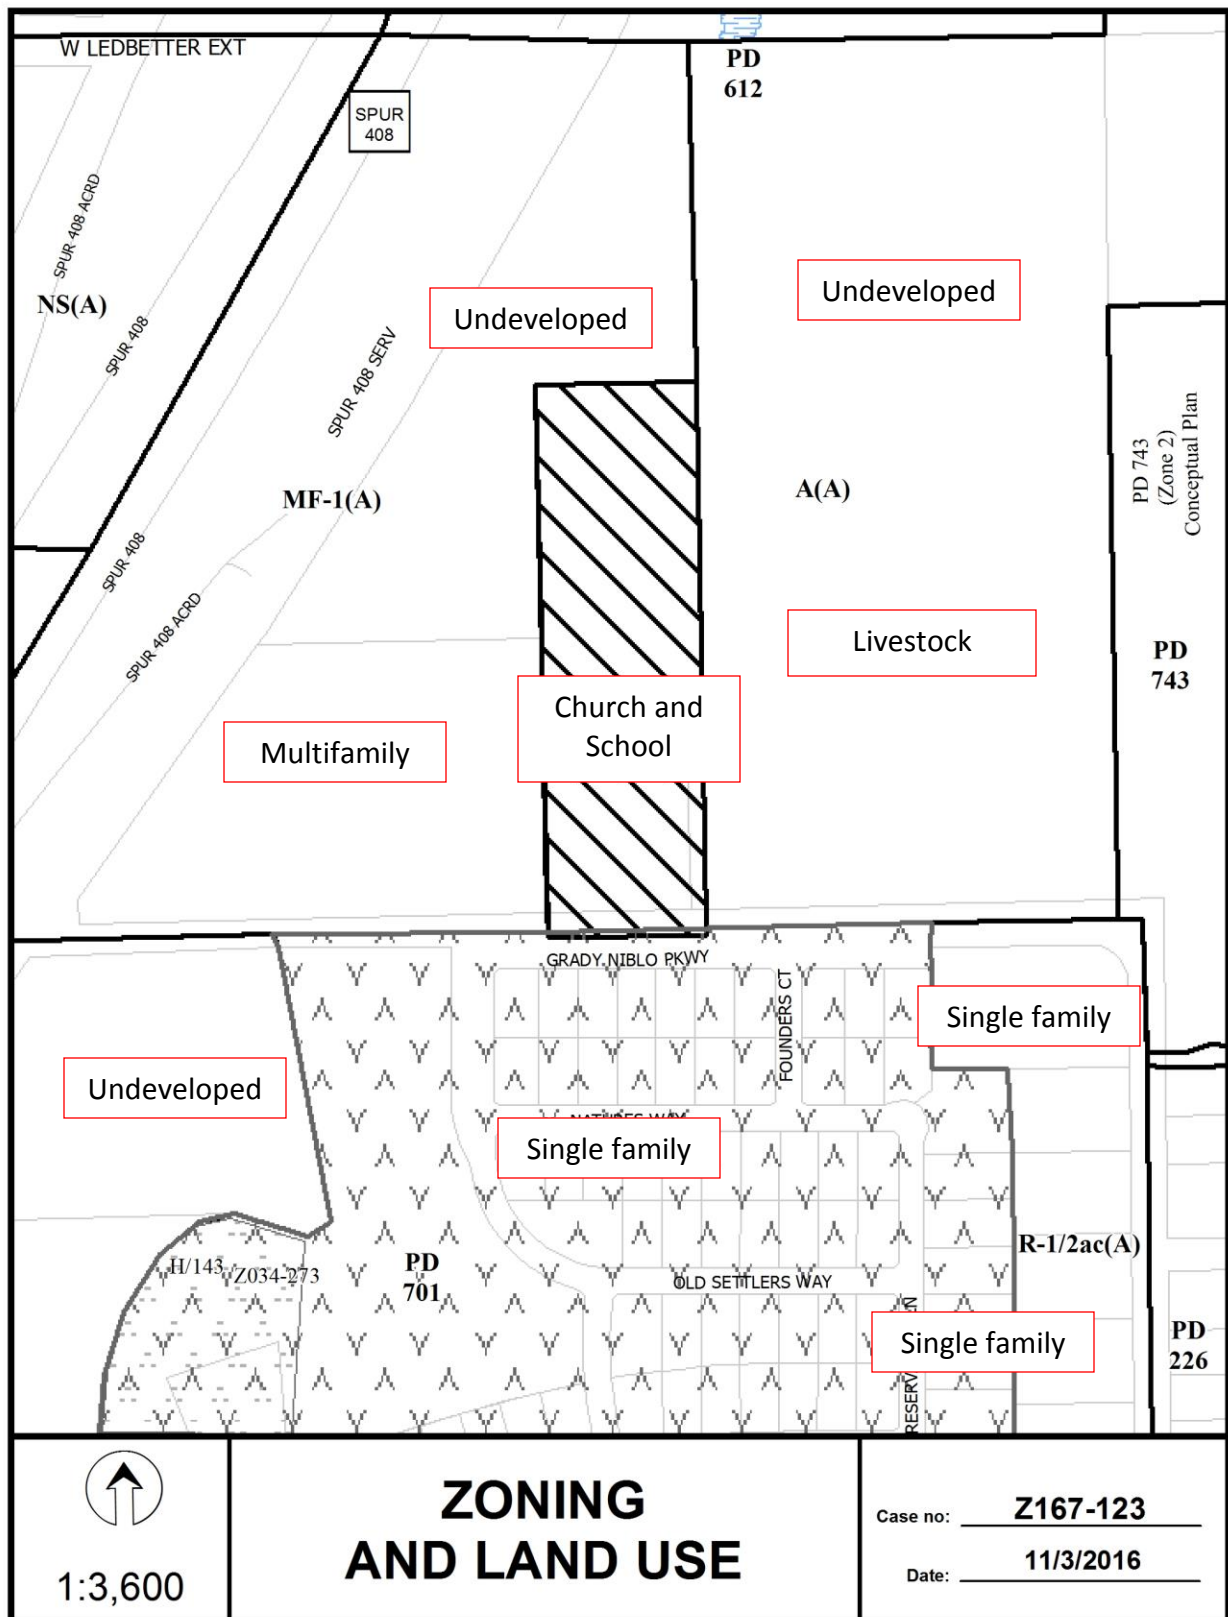 W LEDBETTER EXT
PD
612
SPUR
408
SPUR 408 ACRD
NS(A)
SPUR 408
SPUR 408 SERV
Undeveloped
Undeveloped
MF-1(A)
A(A)
PD 743
(Zone 2)
Conceptual Plan
SPUR 408
SPUR 408 ACRD
Livestock
PD
743
Church and
School
Multifamily
GRADY NIBLO PKWY
FOUNDERS CT
Single family
Undeveloped
NATURES WAY
Single family
H/143
Z034-273
PD
701
R-1/2ac(A)
OLD SETTLERS WAY
Single family
PD
226
1:3,600
ZONING
AND LAND USE
Case no: Z167-123
Date: 11/3/2016